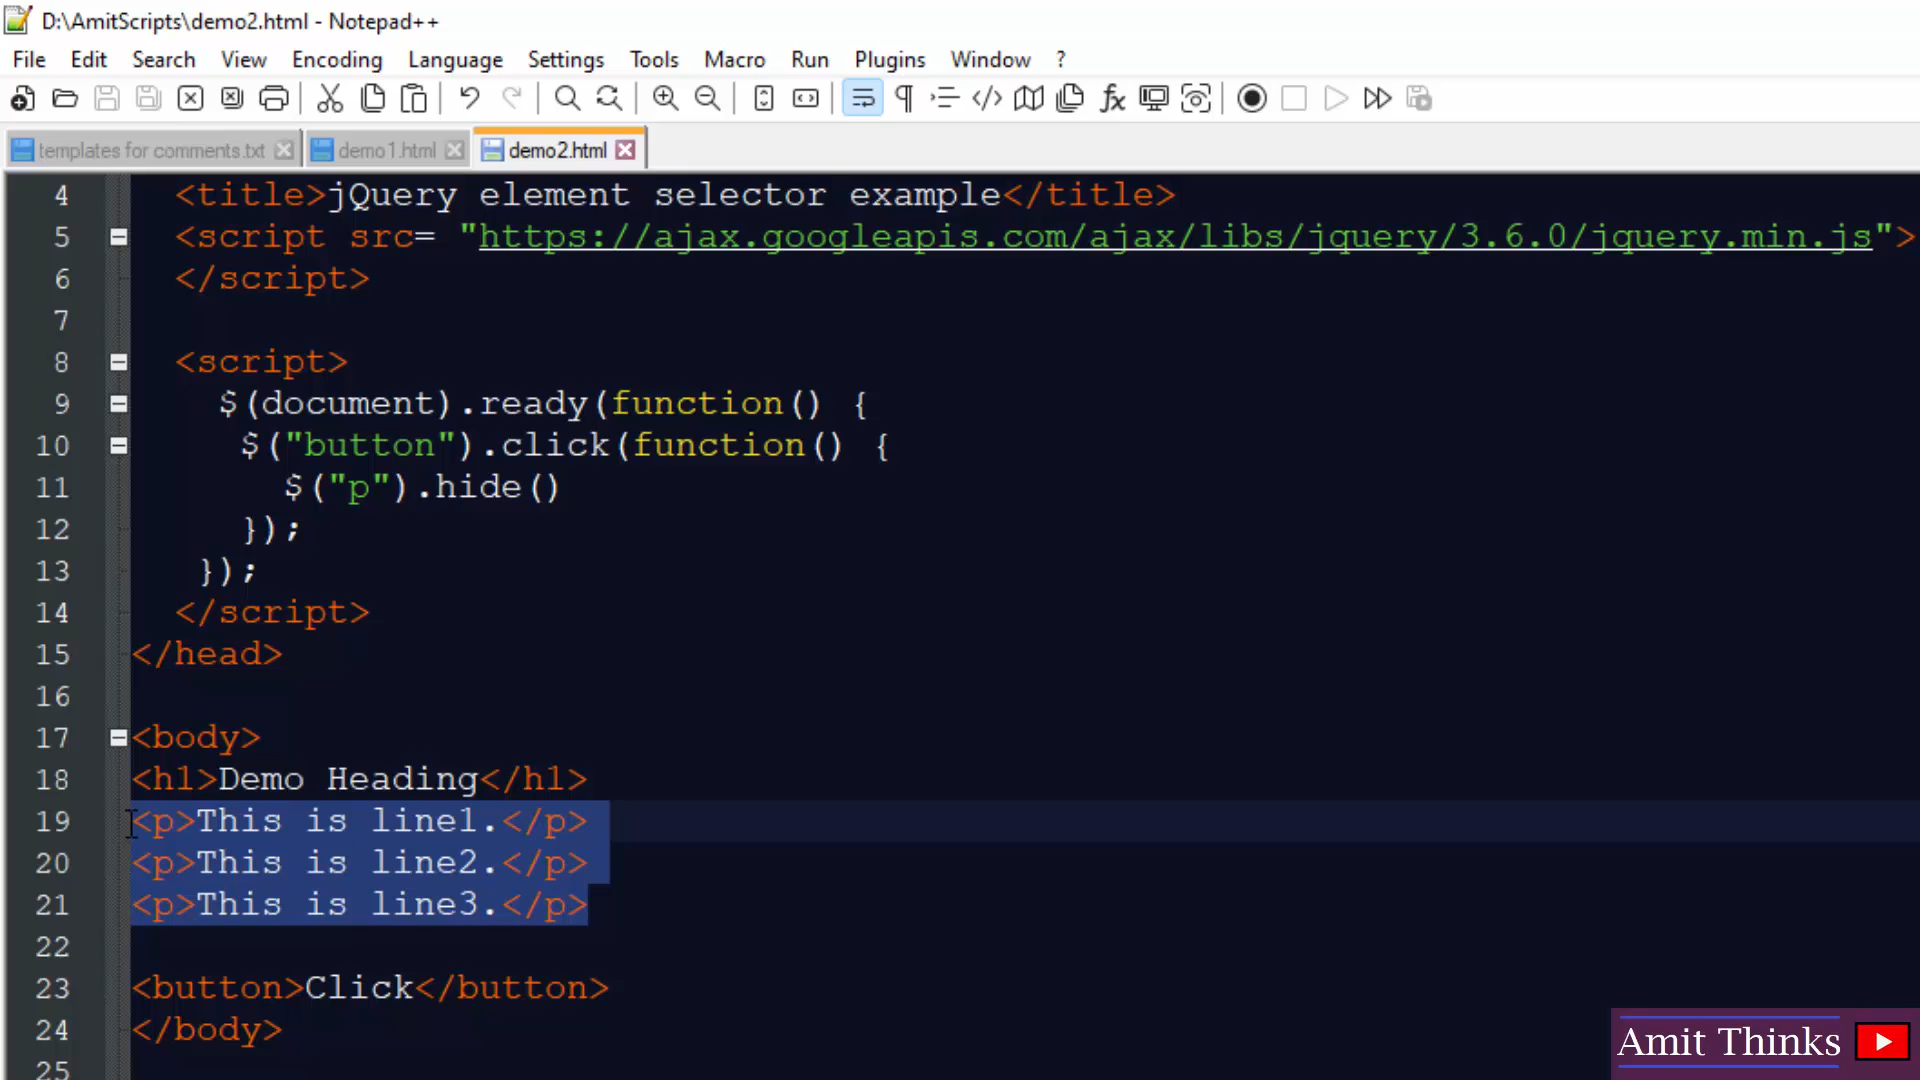 D:\AmitScripts\demo2.html - Notepad++
File Edit Search View Encoding Language Settings Tools Macro Run Plugins Window ?
templates for comments.txt demo1.html demo2.html
4 <title>jQuery element selector example</title>
5 <script src= "https://ajax.googleapis.com/ajax/libs/jquery/3.6.0/jquery.min.js">
6 </script>
7
8 <script>
9 $(document).ready(function() {
10 $("button").click(function() {
11 $("p").hide()
12 });
13 });
14 </script>
15 </head>
16
17 <body>
18 <h1>Demo Heading</h1>
19 <p>This is line1.</p>
20 <p>This is line2.</p>
21 <p>This is line3.</p>
22
23 <button>Click</button>
24 </body>
25
Amit Thinks